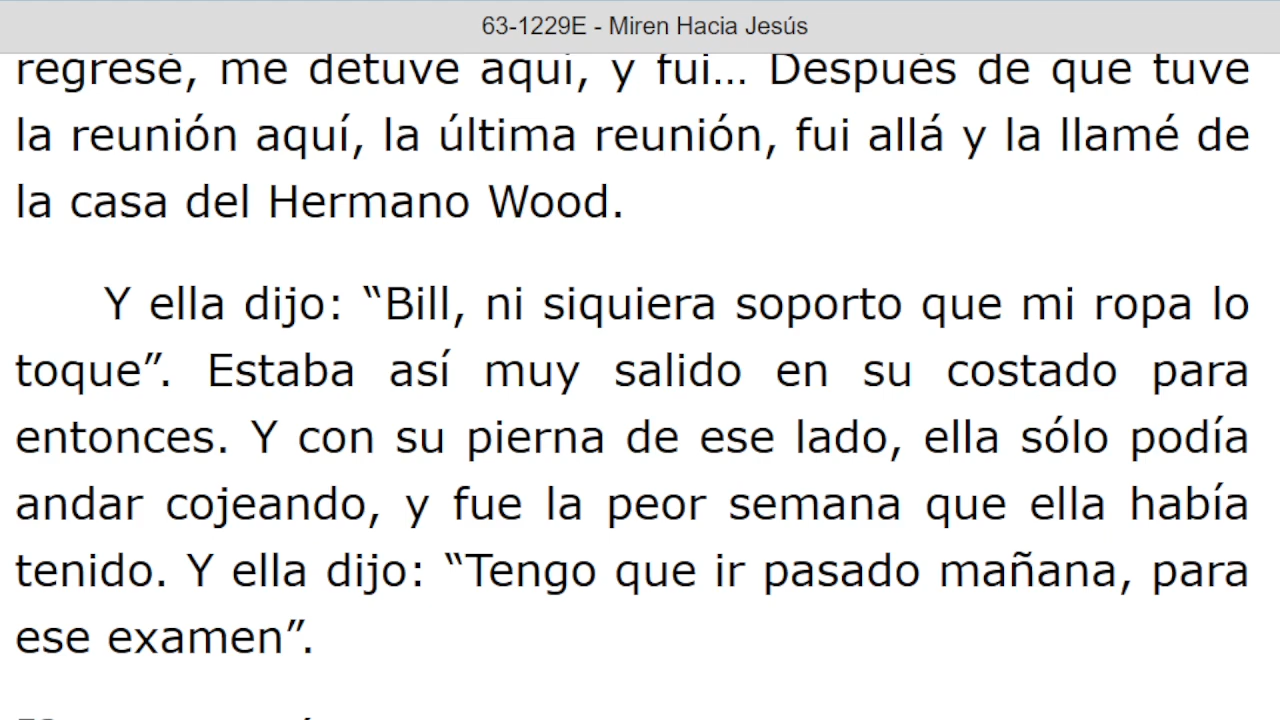 63-1229E - Miren Hacia Jesús
regresé, me detuve aquí, y fui... Después de que tuve
la reunión aquí, la última reunión, fui allá y la llamé de
la casa del Hermano Wood.
Y ella dijo: “Bill, ni siquiera soporto que mi ropa lo
toque”. Estaba así muy salido en su costado para
entonces. Y con su pierna de ese lado, ella sólo podía
andar cojeando, y fue la peor semana que ella había
tenido. Y ella dijo: “Tengo que ir pasado mañana, para
ese examen”.